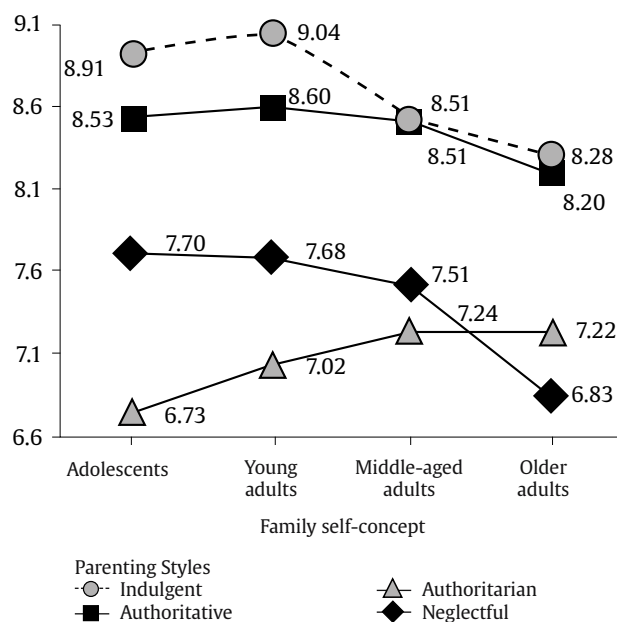 9.1
9.04
8.91
8.6
8.60
8.51
8.53
8.51
8.28
8.1
8.20
7.70
7.68
7.6
7.51
7.24
7.22
7.1
7.02
6.73
6.83
6.6
Adolescents
Young
adults
Middle-aged
adults
Older
adults
Family self-concept
Parenting Styles
Indulgent
Authoritarian
Authoritative
Neglectful